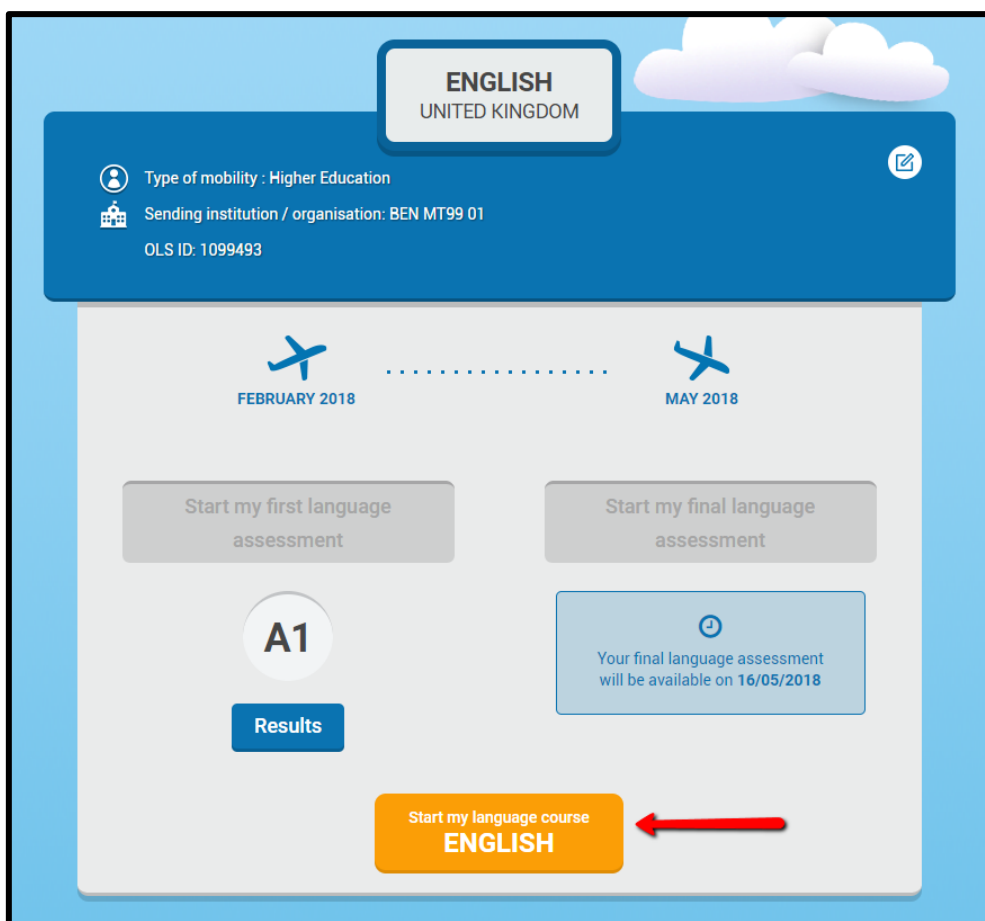 ENGLISH
UNITED KINGDOM
Type of mobility : Higher Education
Sending institution / organisation: BEN MT99 01
OLS ID: 1099493
FEBRUARY 2018
MAY 2018
Start my first language
assessment
Start my final language
assessment
A1
Results
Your final language assessment
will be available on 16/05/2018
Start my language course
ENGLISH